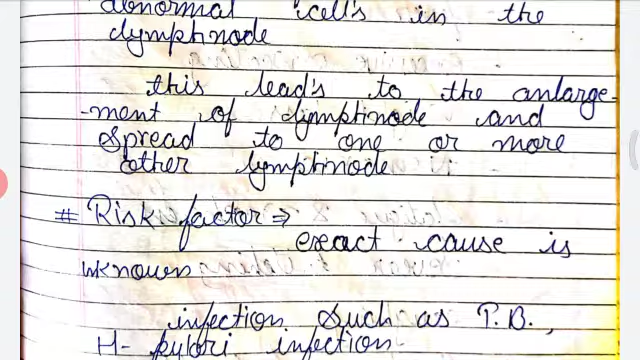 abnormal cells in the
lymphnode
this lead's to the enlarge-
-ment of lymphnode and
spread to one or more
other lymphnode
# Risk factor ⇒
exact cause is
unknown
infection such as T.B.,
H- pylori infection